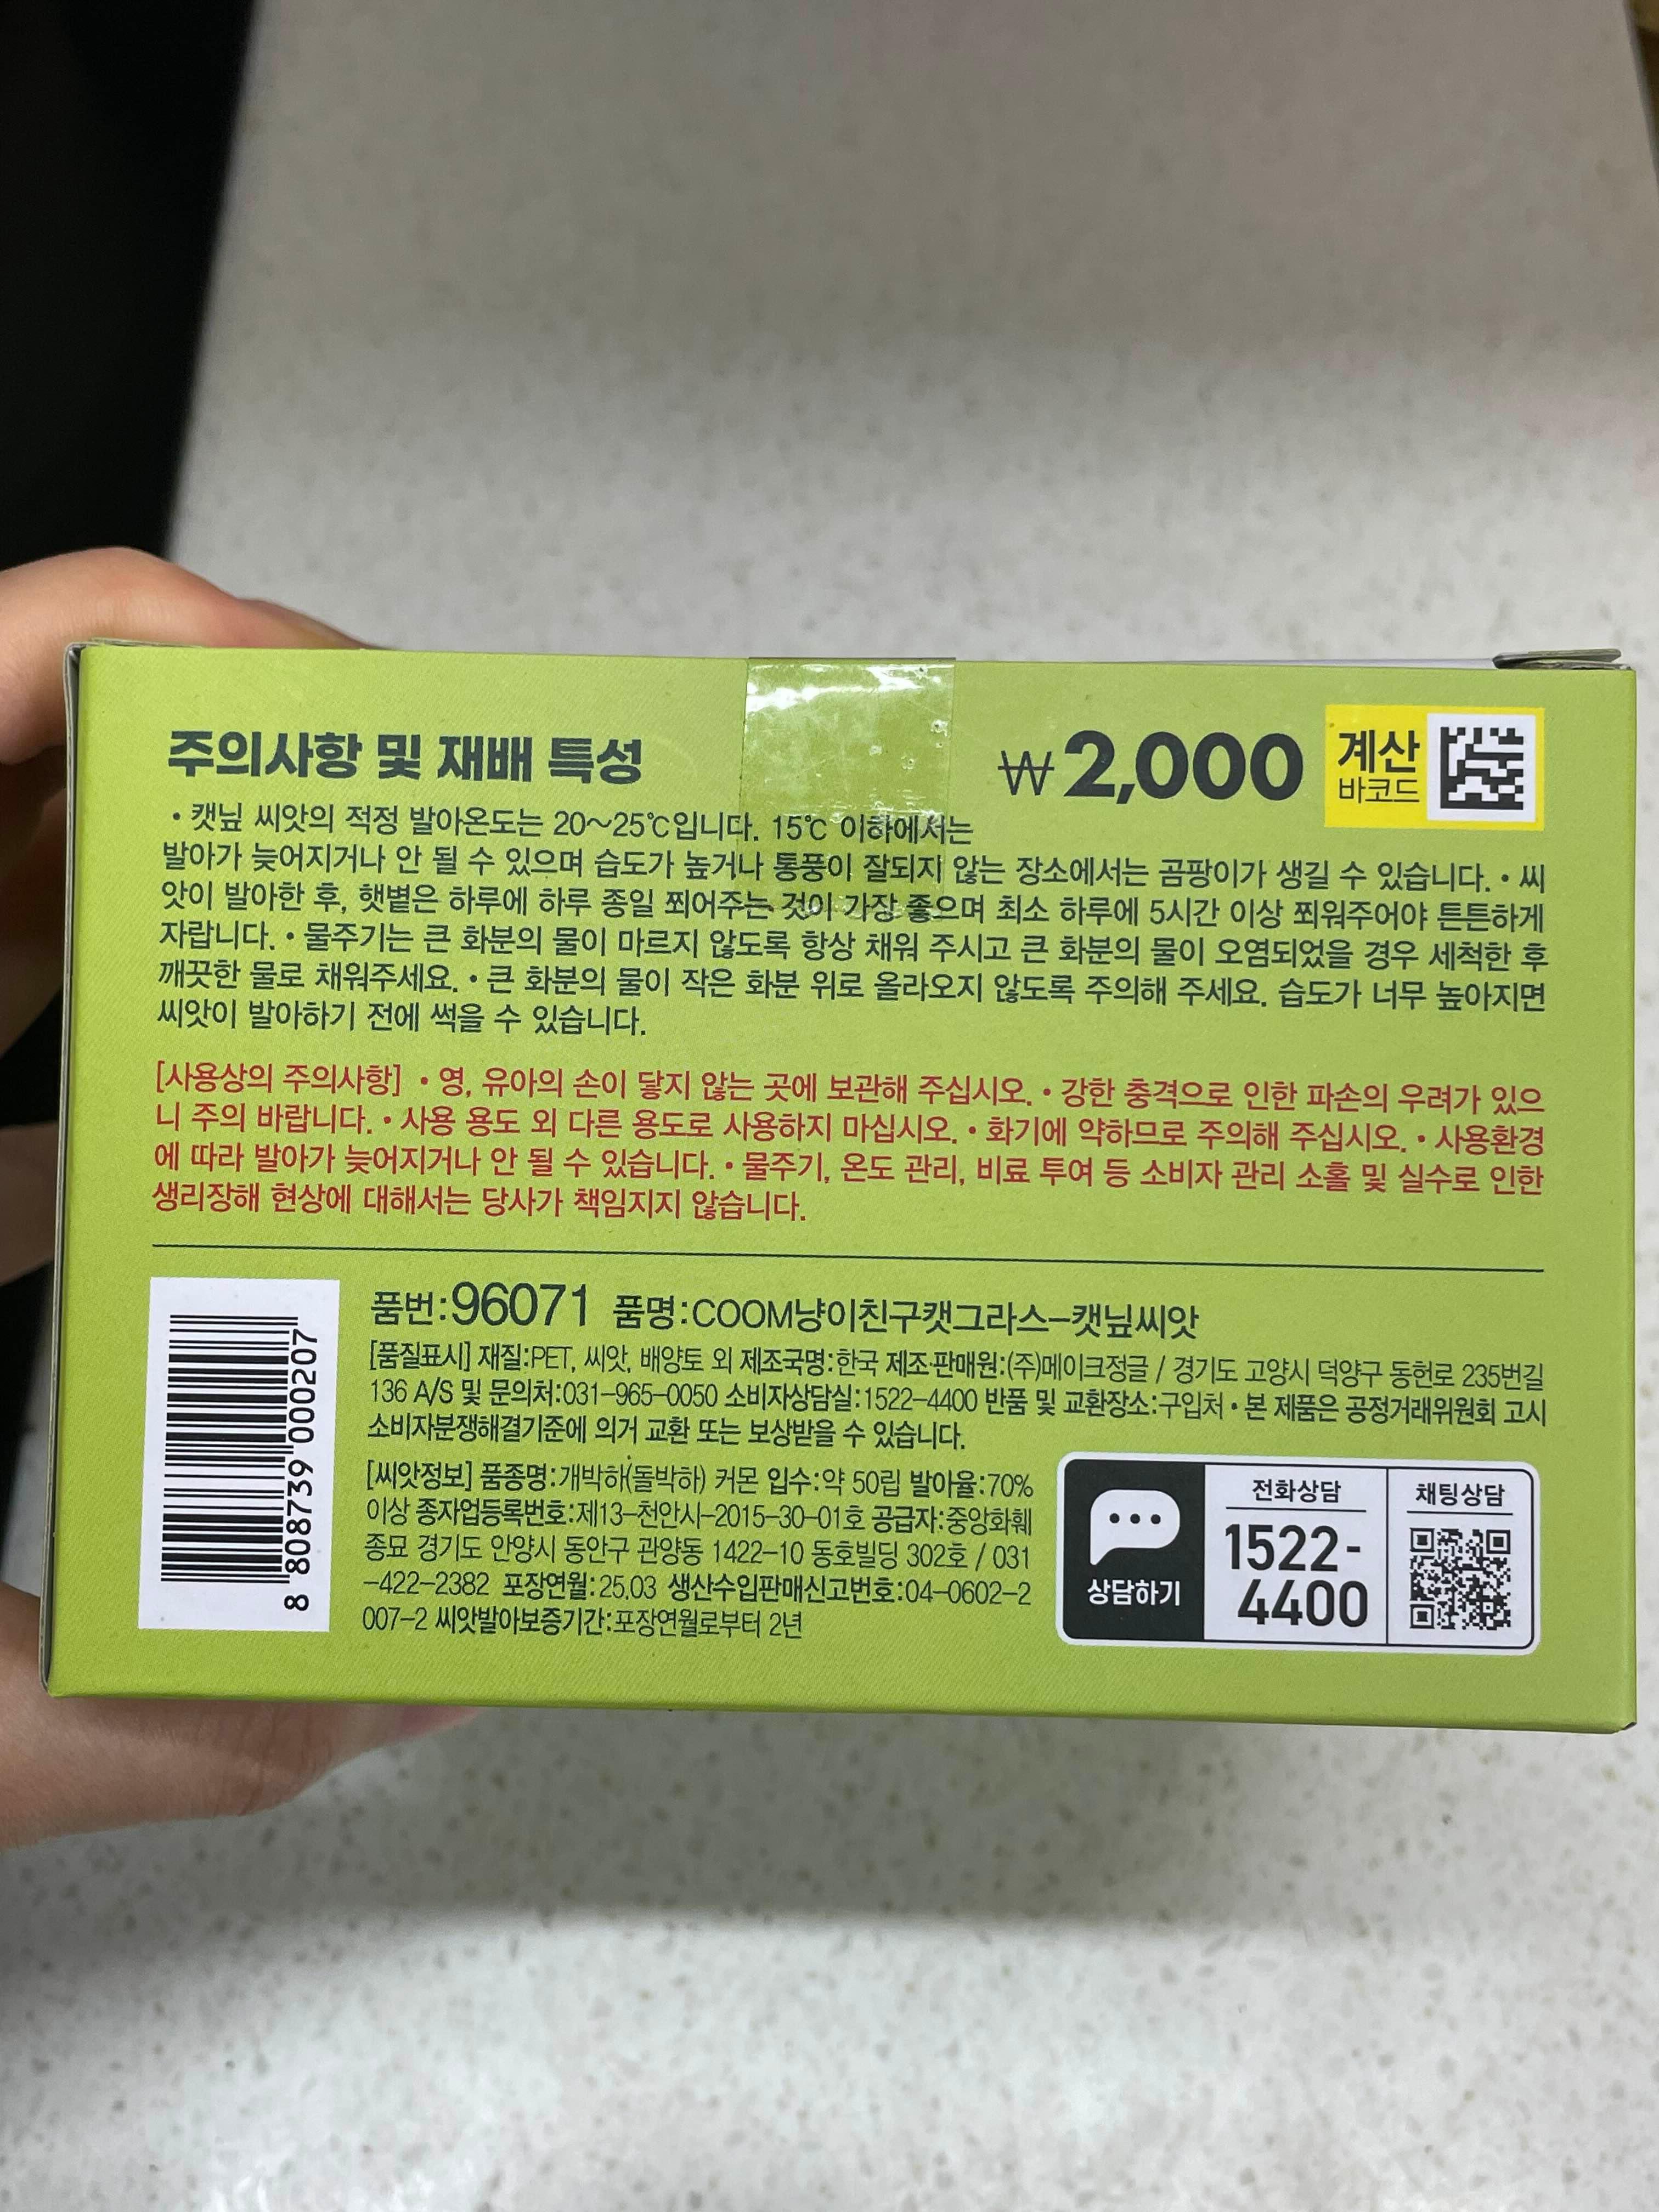 주의사항 및 재배 특성
₩2,000
계산
바코드
• 캣닢 씨앗의 적정 발아온도는 20~25℃입니다. 15℃ 이하에서는
발아가 늦어지거나 안 될 수 있으며 습도가 높거나 통풍이 잘되지 않는 장소에서는 곰팡이가 생길 수 있습니다. • 씨
앗이 발아한 후, 햇볕은 하루에 하루 종일 쬐어주는 것이 가장 좋으며 최소 하루에 5시간 이상 쬐워주어야 튼튼하게
자랍니다. • 물주기는 큰 화분의 물이 마르지 않도록 항상 채워 주시고 큰 화분의 물이 오염되었을 경우 세척한 후
깨끗한 물로 채워주세요. • 큰 화분의 물이 작은 화분 위로 올라오지 않도록 주의해 주세요. 습도가 너무 높아지면
씨앗이 발아하기 전에 썩을 수 있습니다.
[사용상의 주의사항] • 영, 유아의 손이 닿지 않는 곳에 보관해 주십시오. • 강한 충격으로 인한 파손의 우려가 있으
니 주의 바랍니다. • 사용 용도 외 다른 용도로 사용하지 마십시오. • 화기에 약하므로 주의해 주십시오. • 사용환경
에 따라 발아가 늦어지거나 안 될 수 있습니다. • 물주기, 온도 관리, 비료 투여 등 소비자 관리 소홀 및 실수로 인한
생리장해 현상에 대해서는 당사가 책임지지 않습니다.
8 808739 000207
품번:96071 품명:COOM냥이친구캣그라스-캣닢씨앗
[품질표시] 재질:PET, 씨앗, 배양토 외 제조국명:한국 제조·판매원:(주)메이크정글 / 경기도 고양시 덕양구 동헌로 235번길
136 A/S 및 문의처:031-965-0050 소비자상담실:1522-4400 반품 및 교환장소:구입처 • 본 제품은 공정거래위원회 고시
소비자분쟁해결기준에 의거 교환 또는 보상받을 수 있습니다.
[씨앗정보] 품종명:개박하(돌박하) 커몬 입수:약 50립 발아율:70%
이상 종자업등록번호:제13-천안시-2015-30-01호 공급자:중앙화훼
종묘 경기도 안양시 동안구 관양동 1422-10 동호빌딩 302호 / 031
-422-2382 포장연월:25.03 생산수입판매신고번호:04-0602-2
007-2 씨앗발아보증기간:포장연월로부터 2년
상담하기
전화상담
1522-
4400
채팅상담